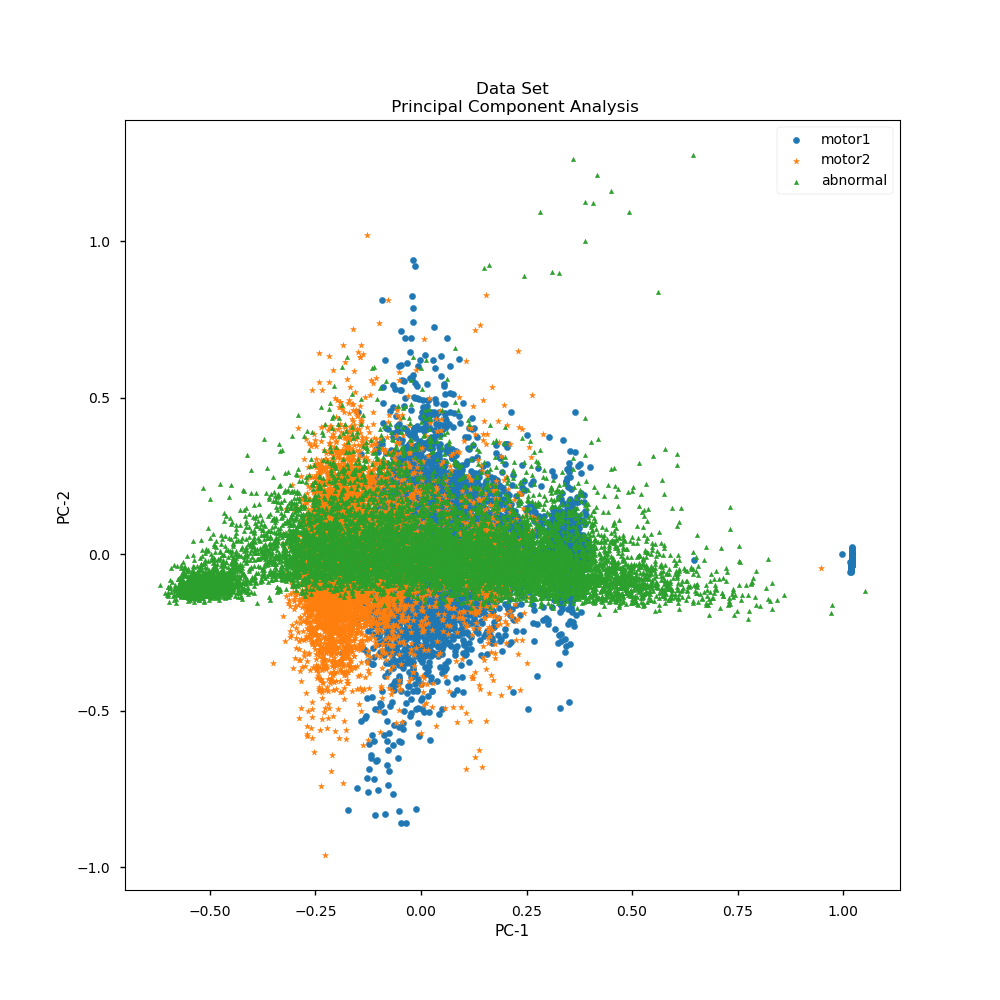 Data Set
Principal Component Analysis
motor1
motor2
abnormal
1.0
0.5
0.0
−0.5
−1.0
PC-2
−0.50
−0.25
0.00
0.25
0.50
0.75
1.00
PC-1